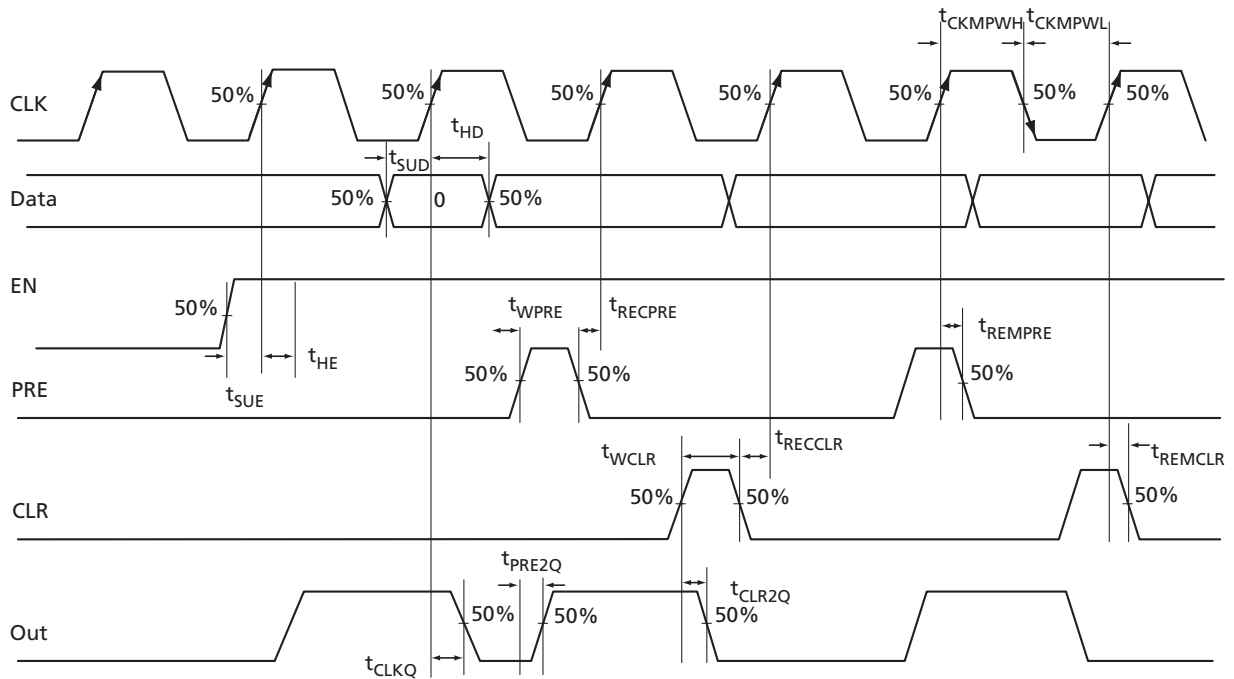 tCKMPWH tCKMPWL
CLK 50% 50% 50% 50% 50% 50% 50%
tHD
tSUD
Data 50% 0 50%
EN
50%
tWPRE tRECPRE
tREMPRE
tHE
tSUE
PRE 50% 50% 50%
tWCLR tRECCLR
tREMCLR
CLR 50% 50% 50%
tPRE2Q
tCLR2Q
Out 50% 50% 50%
tCLKQ